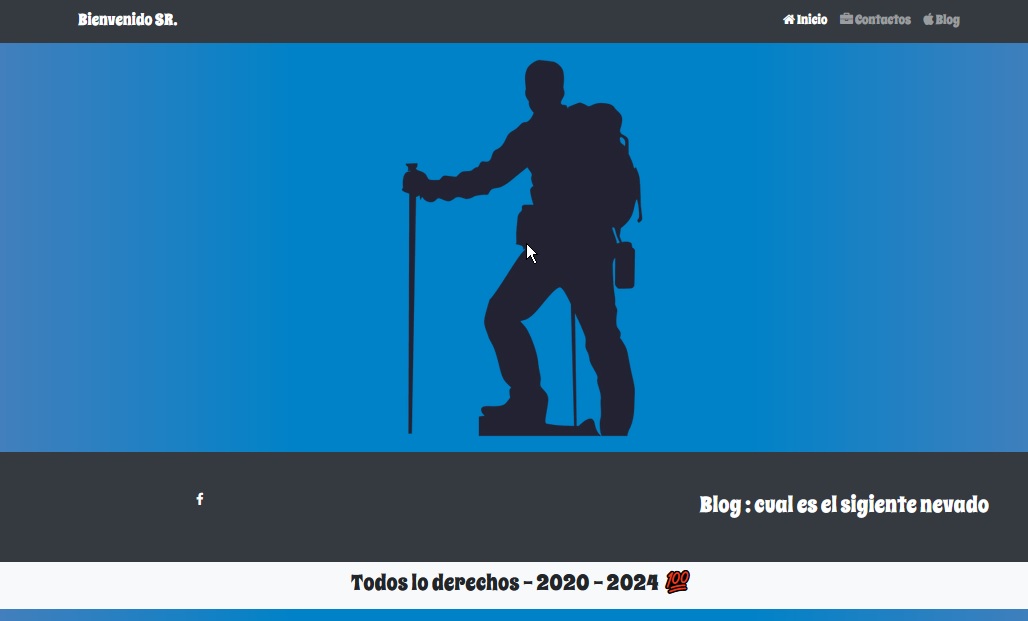 Bienvenido SR.
Inicio Contactos Blog
Blog : cual es el sigiente nevado
Todos lo derechos - 2020 - 2024 💯